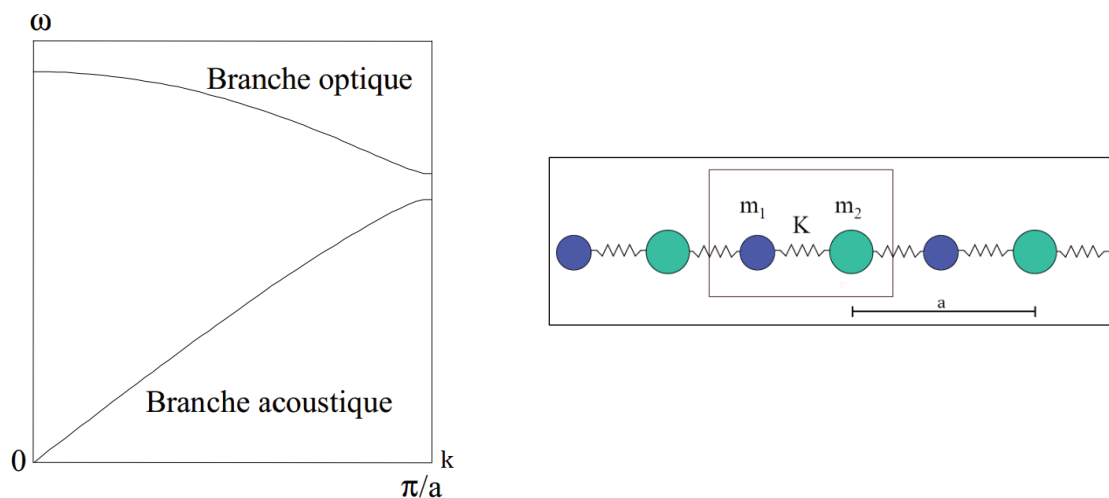 ω
Branche optique
Branche acoustique
0
k
π/a
m₁
K
m₂
a